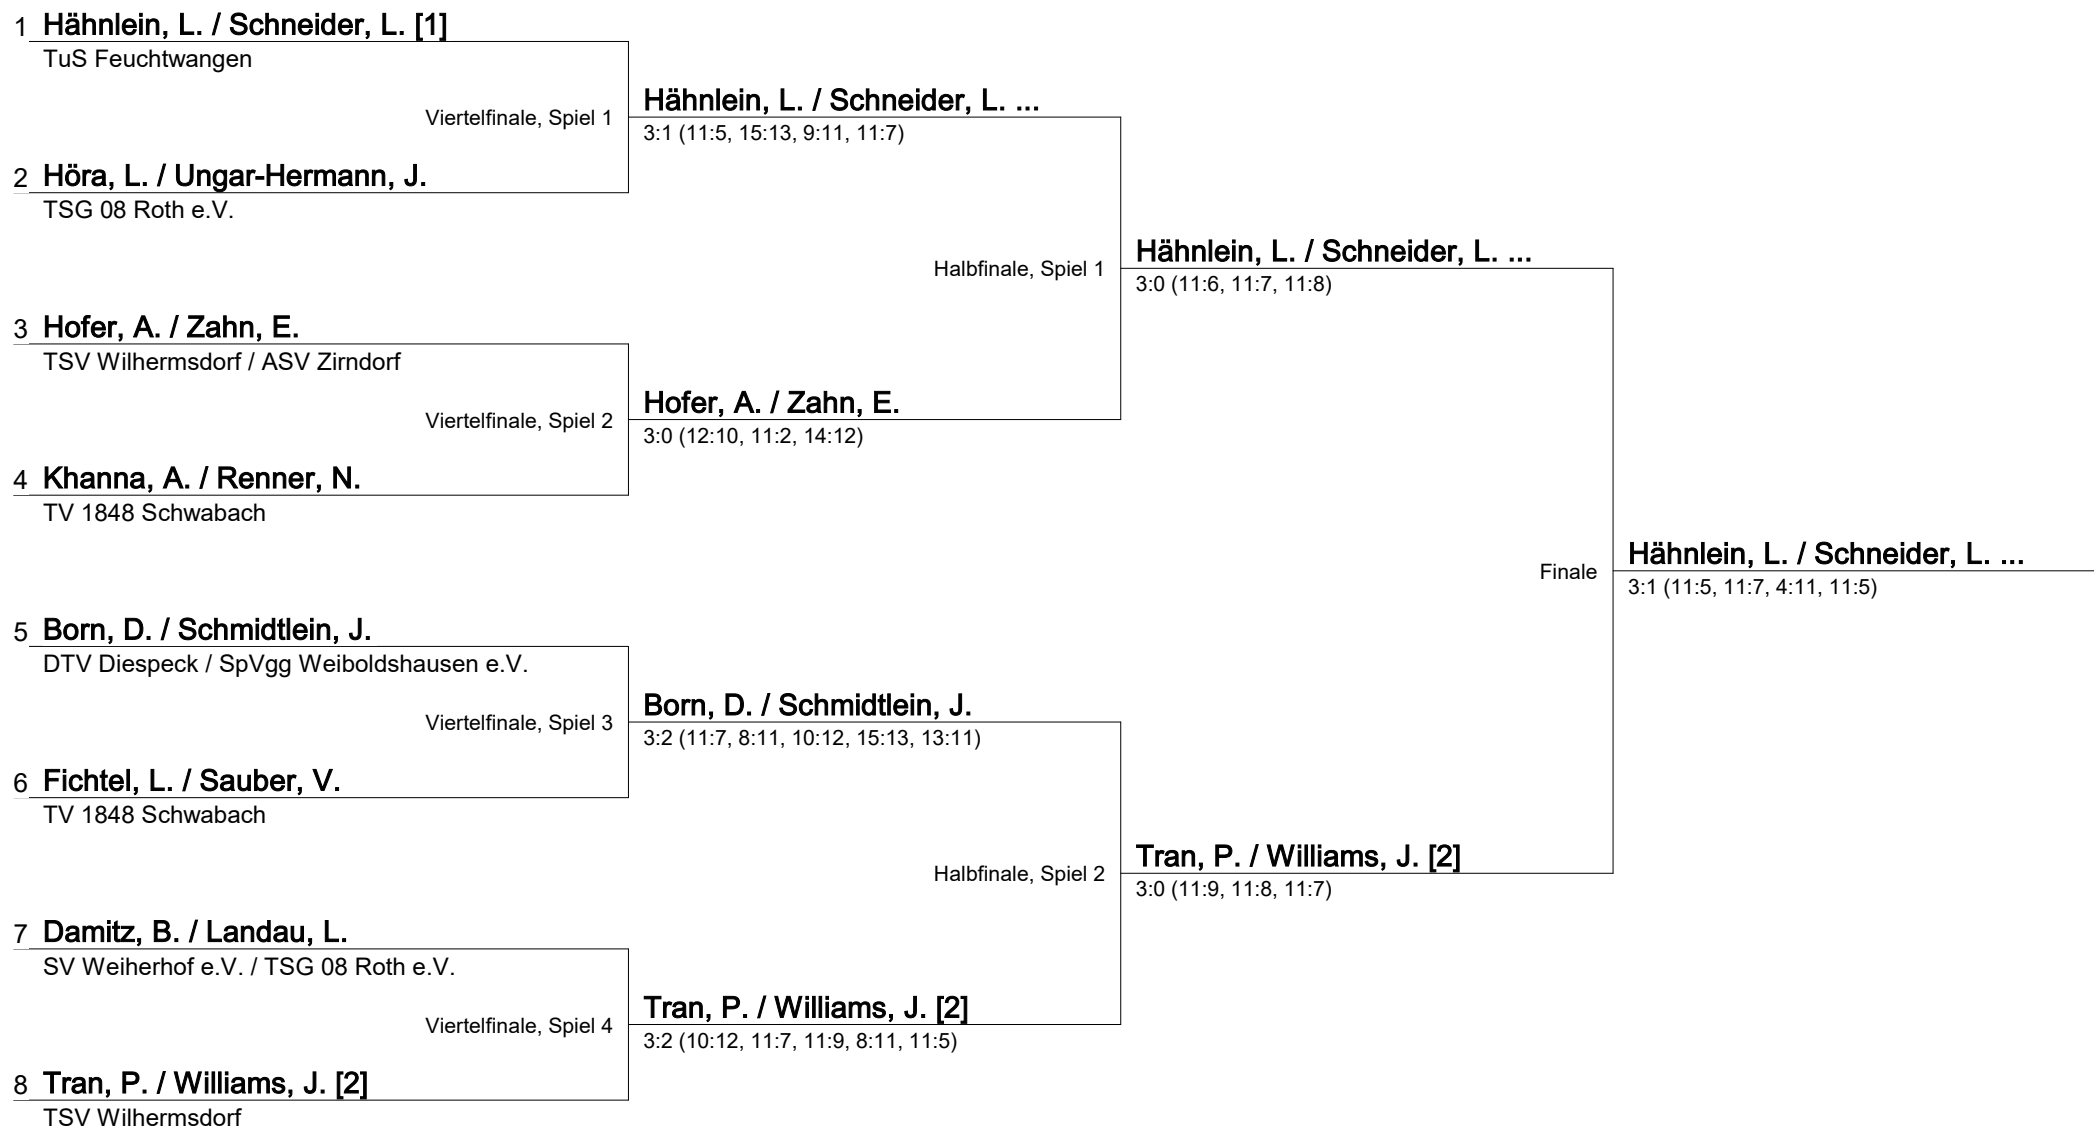 1 Hähnlein, L. / Schneider, L. [1]
TuS Feuchtwangen
Viertelfinale, Spiel 1
Hähnlein, L. / Schneider, L. ...
3:1 (11:5, 15:13, 9:11, 11:7)
2 Höra, L. / Ungar-Hermann, J.
TSG 08 Roth e.V.
Halbfinale, Spiel 1
Hähnlein, L. / Schneider, L. ...
3:0 (11:6, 11:7, 11:8)
3 Hofer, A. / Zahn, E.
TSV Wilhermsdorf / ASV Zirndorf
Viertelfinale, Spiel 2
Hofer, A. / Zahn, E.
3:0 (12:10, 11:2, 14:12)
4 Khanna, A. / Renner, N.
TV 1848 Schwabach
Finale
Hähnlein, L. / Schneider, L. ...
3:1 (11:5, 11:7, 4:11, 11:5)
5 Born, D. / Schmidtlein, J.
DTV Diespeck / SpVgg Weiboldshausen e.V.
Viertelfinale, Spiel 3
Born, D. / Schmidtlein, J.
3:2 (11:7, 8:11, 10:12, 15:13, 13:11)
6 Fichtel, L. / Sauber, V.
TV 1848 Schwabach
Halbfinale, Spiel 2
Tran, P. / Williams, J. [2]
3:0 (11:9, 11:8, 11:7)
7 Damitz, B. / Landau, L.
SV Weiherhof e.V. / TSG 08 Roth e.V.
Viertelfinale, Spiel 4
Tran, P. / Williams, J. [2]
3:2 (10:12, 11:7, 11:9, 8:11, 11:5)
8 Tran, P. / Williams, J. [2]
TSV Wilhermsdorf